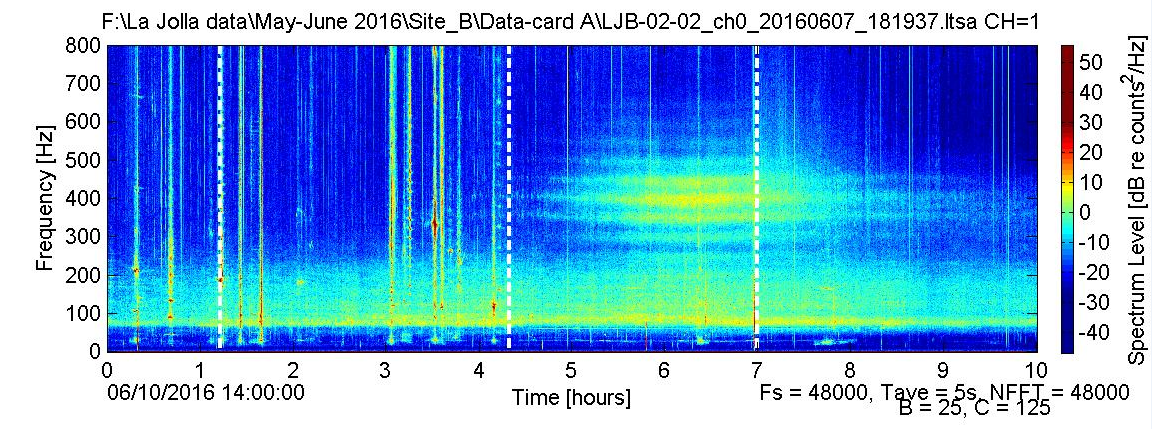 F:\La Jolla data\May-June 2016\Site_B\Data-card A\LJB-02-02_ch0_20160607_181937.ltsa CH=1
800
700
600
500
400
300
200
100
0
Frequency [Hz]
0 1 2 3 4 5 6 7 8 9 10
06/10/2016 14:00:00
Time [hours]
Fs = 48000, Tave = 5s, NFFT = 48000
B = 25, C = 125
50
40
30
20
10
0
-10
-20
-30
-40
Spectrum Level [dB re counts²/Hz]